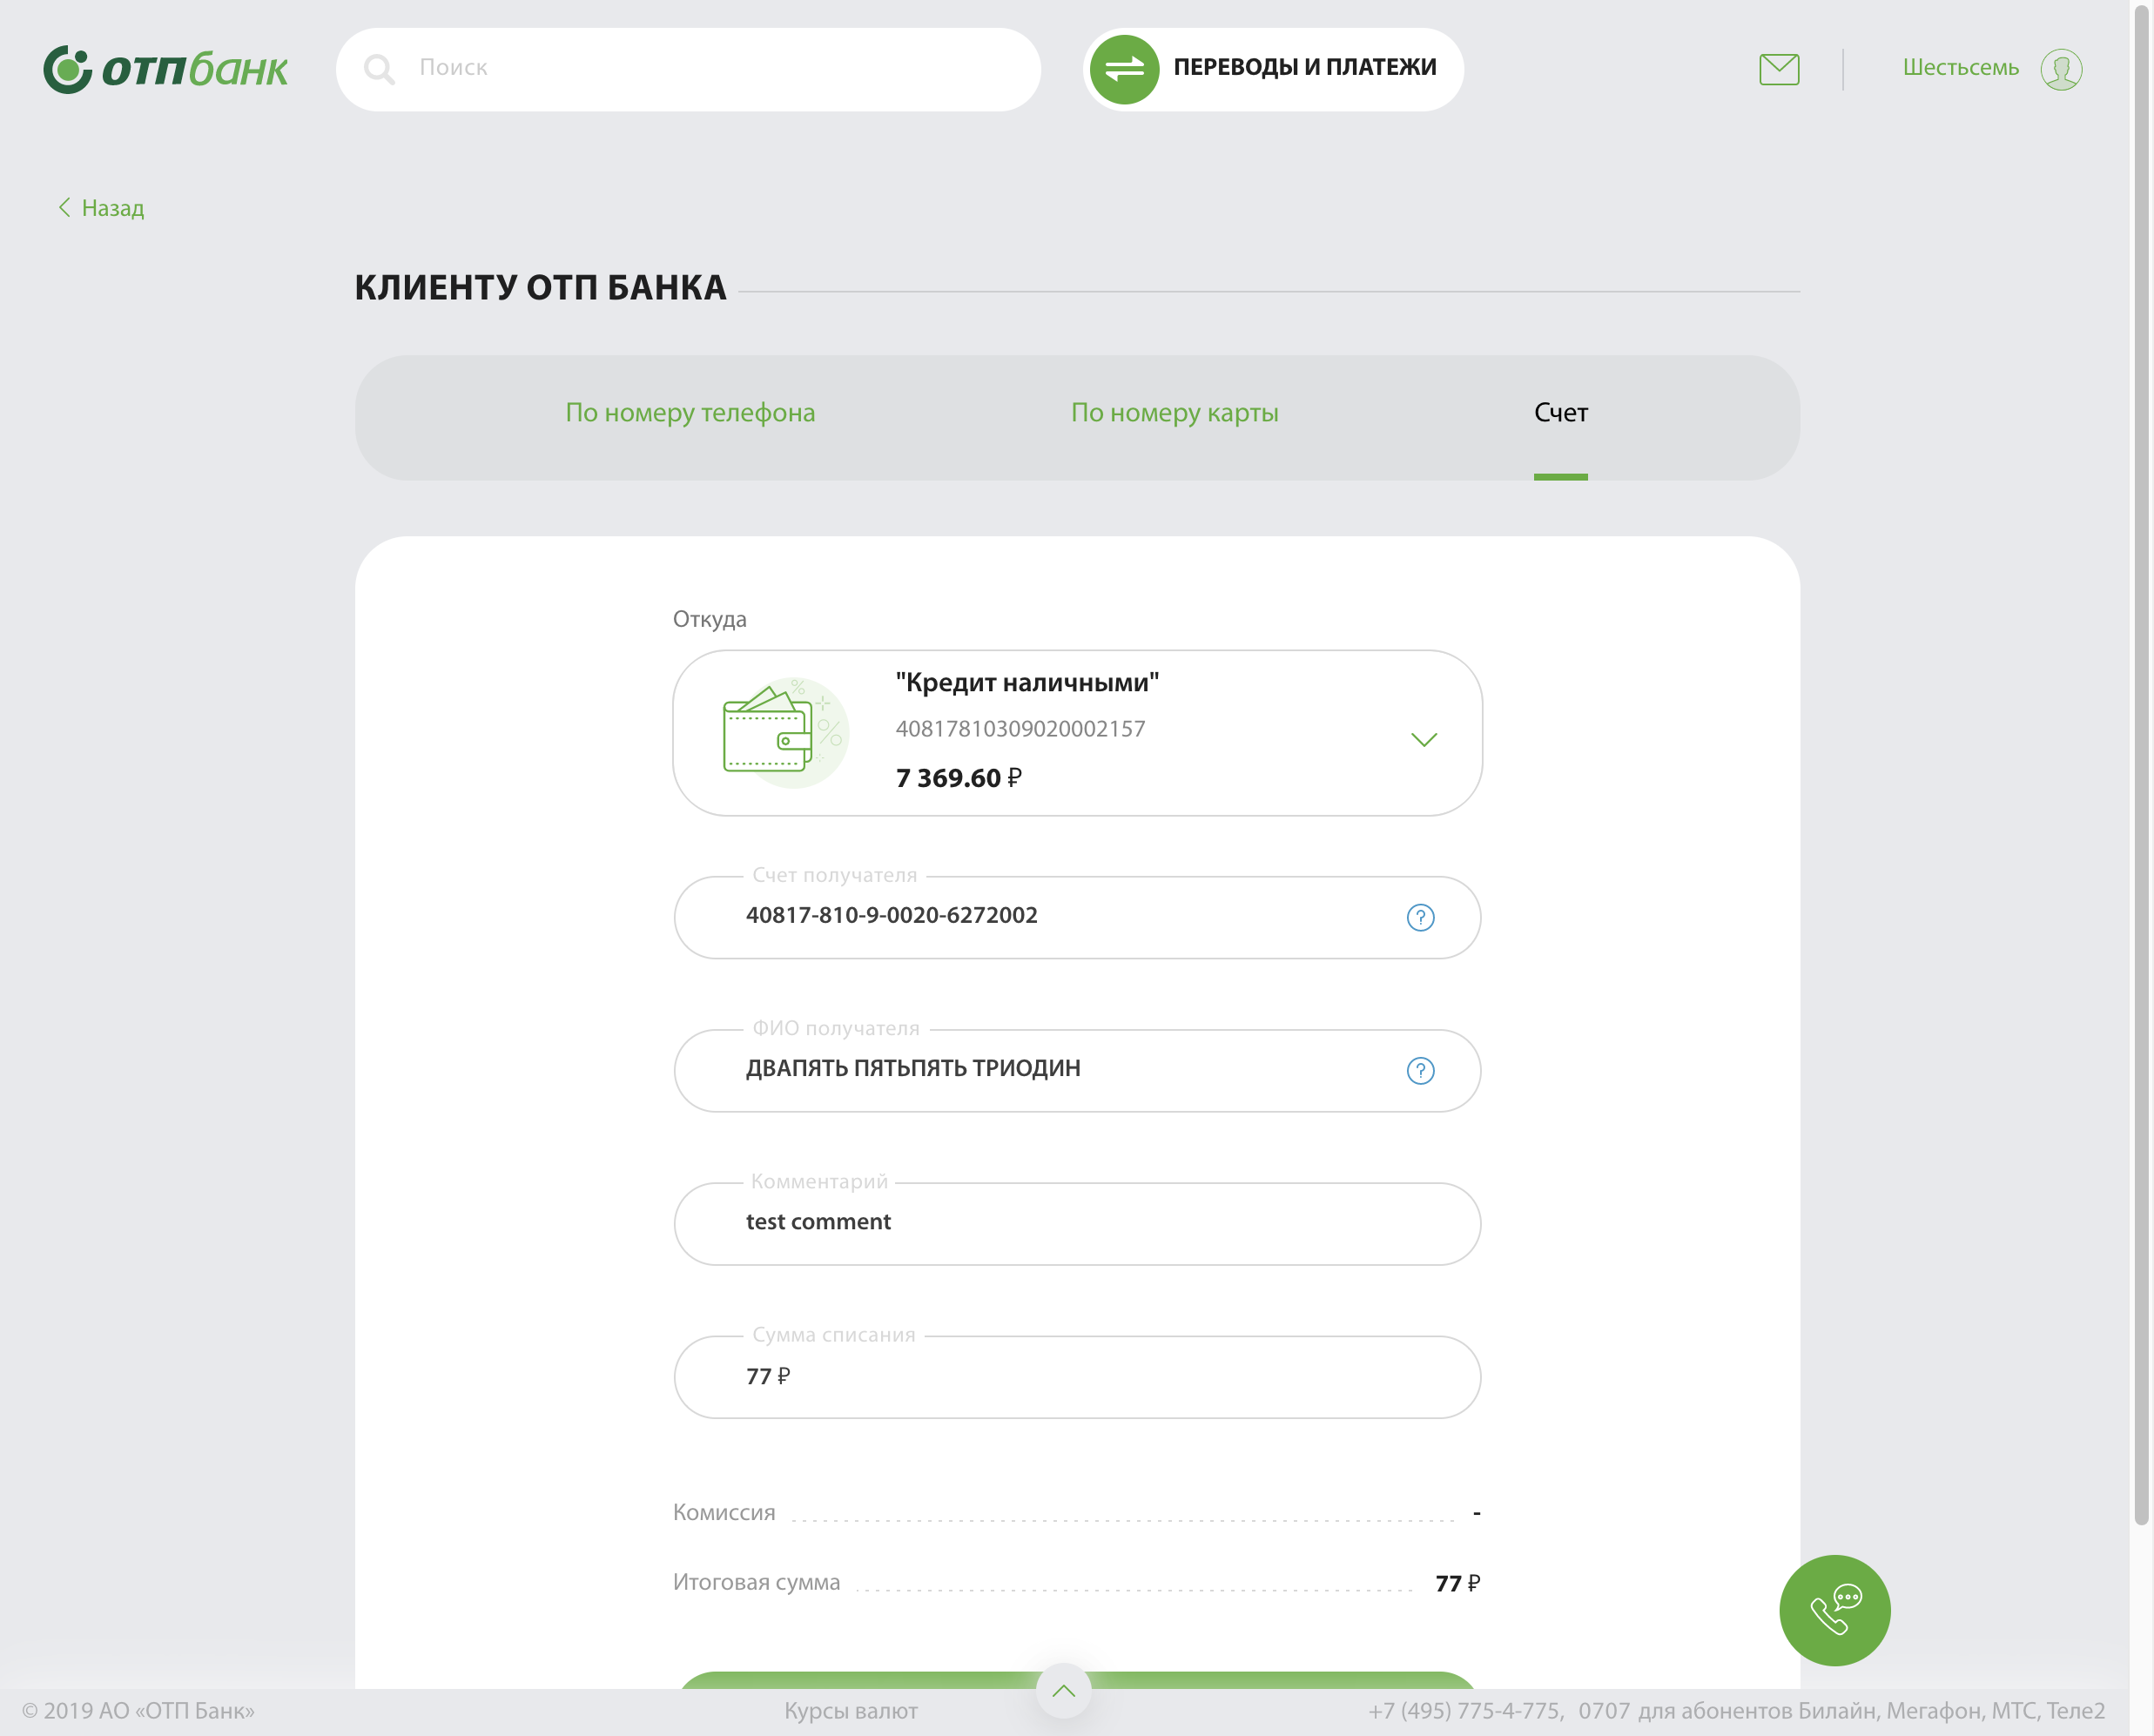 отпбанк
Поиск
ПЕРЕВОДЫ И ПЛАТЕЖИ
Шестьсемь
Назад
КЛИЕНТУ ОТП БАНКА
По номеру телефона
По номеру карты
Счет
Откуда
"Кредит наличными"
40817810309020002157
7 369.60 ₽
Счет получателя
40817-810-9-0020-6272002
?
ФИО получателя
ДВАПЯТЬ ПЯТЬПЯТЬ ТРИОДИН
?
Комментарий
test comment
Сумма списания
77 ₽
Комиссия -
Итоговая сумма 77 ₽
© 2019 АО «ОТП Банк»
Курсы валют
+7 (495) 775-4-775, 0707 для абонентов Билайн, Мегафон, МТС, Теле2